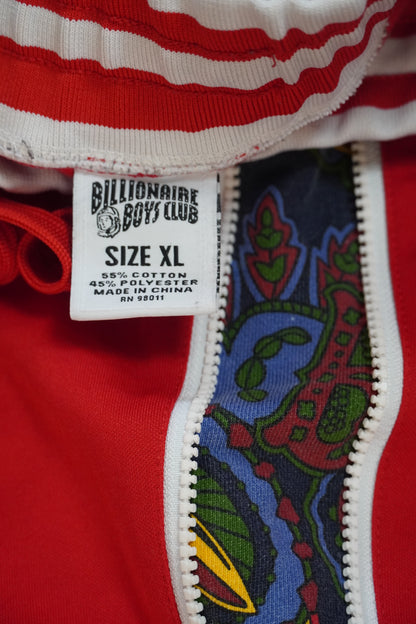 BILLIONAIRE
BOYS CLUB
SIZE XL
55% COTTON
45% POLYESTER
MADE IN CHINA
RN 98011